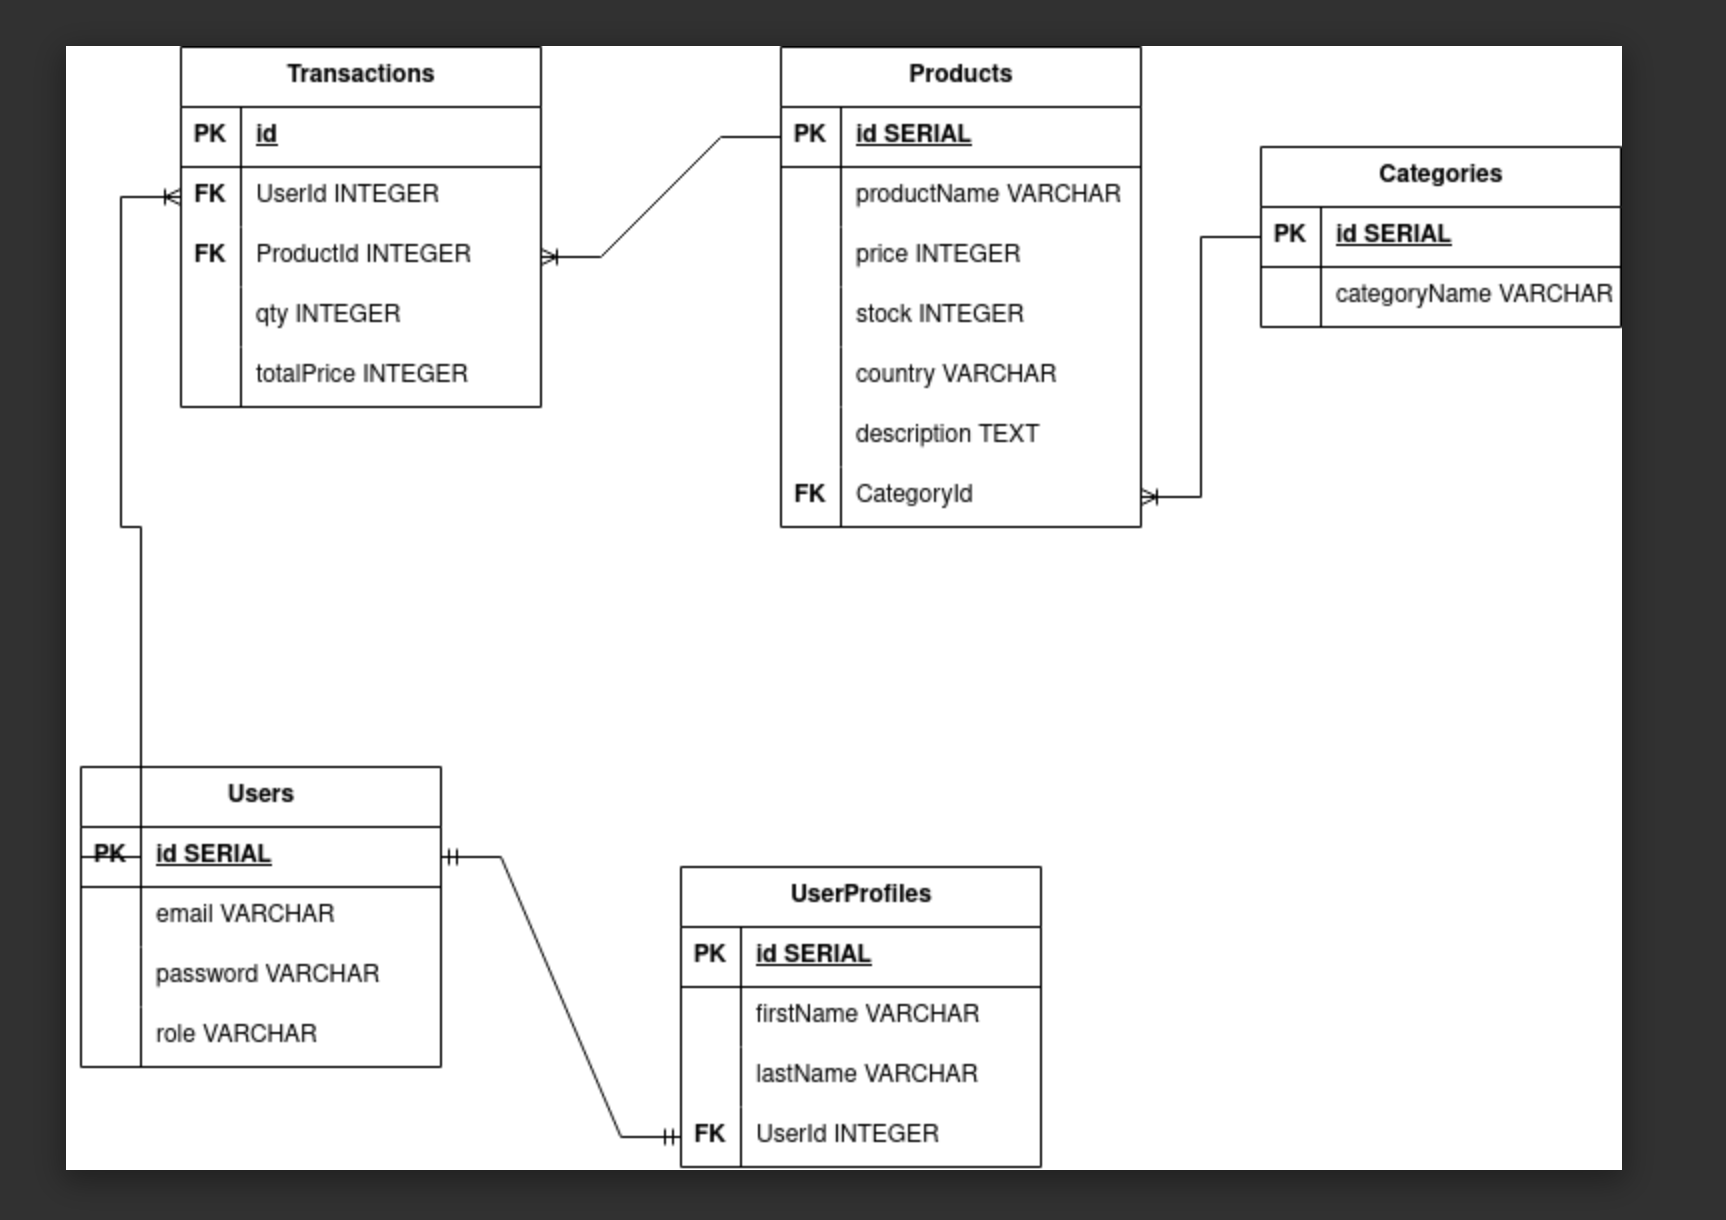 Transactions
PK id
FK UserId INTEGER
FK ProductId INTEGER
qty INTEGER
totalPrice INTEGER
Products
PK id SERIAL
productName VARCHAR
price INTEGER
stock INTEGER
country VARCHAR
description TEXT
FK CategoryId
Categories
PK id SERIAL
categoryName VARCHAR
Users
PK id SERIAL
email VARCHAR
password VARCHAR
role VARCHAR
UserProfiles
PK id SERIAL
firstName VARCHAR
lastName VARCHAR
FK UserId INTEGER